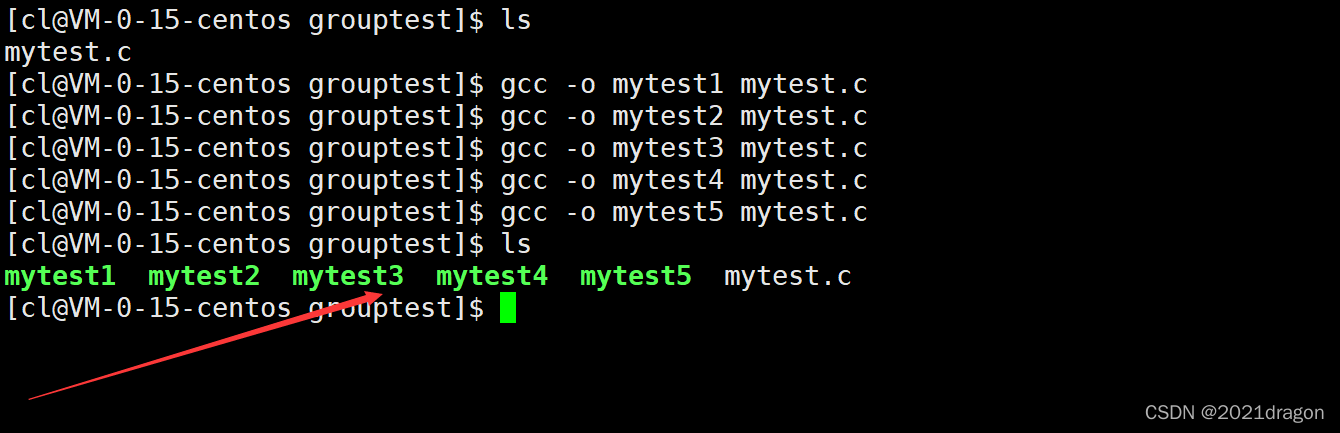 [cl@VM-0-15-centos grouptest]$ ls
mytest.c
[cl@VM-0-15-centos grouptest]$ gcc -o mytest1 mytest.c
[cl@VM-0-15-centos grouptest]$ gcc -o mytest2 mytest.c
[cl@VM-0-15-centos grouptest]$ gcc -o mytest3 mytest.c
[cl@VM-0-15-centos grouptest]$ gcc -o mytest4 mytest.c
[cl@VM-0-15-centos grouptest]$ gcc -o mytest5 mytest.c
[cl@VM-0-15-centos grouptest]$ ls
mytest1  mytest2  mytest3  mytest4  mytest5  mytest.c
[cl@VM-0-15-centos grouptest]$
CSDN @2021dragon